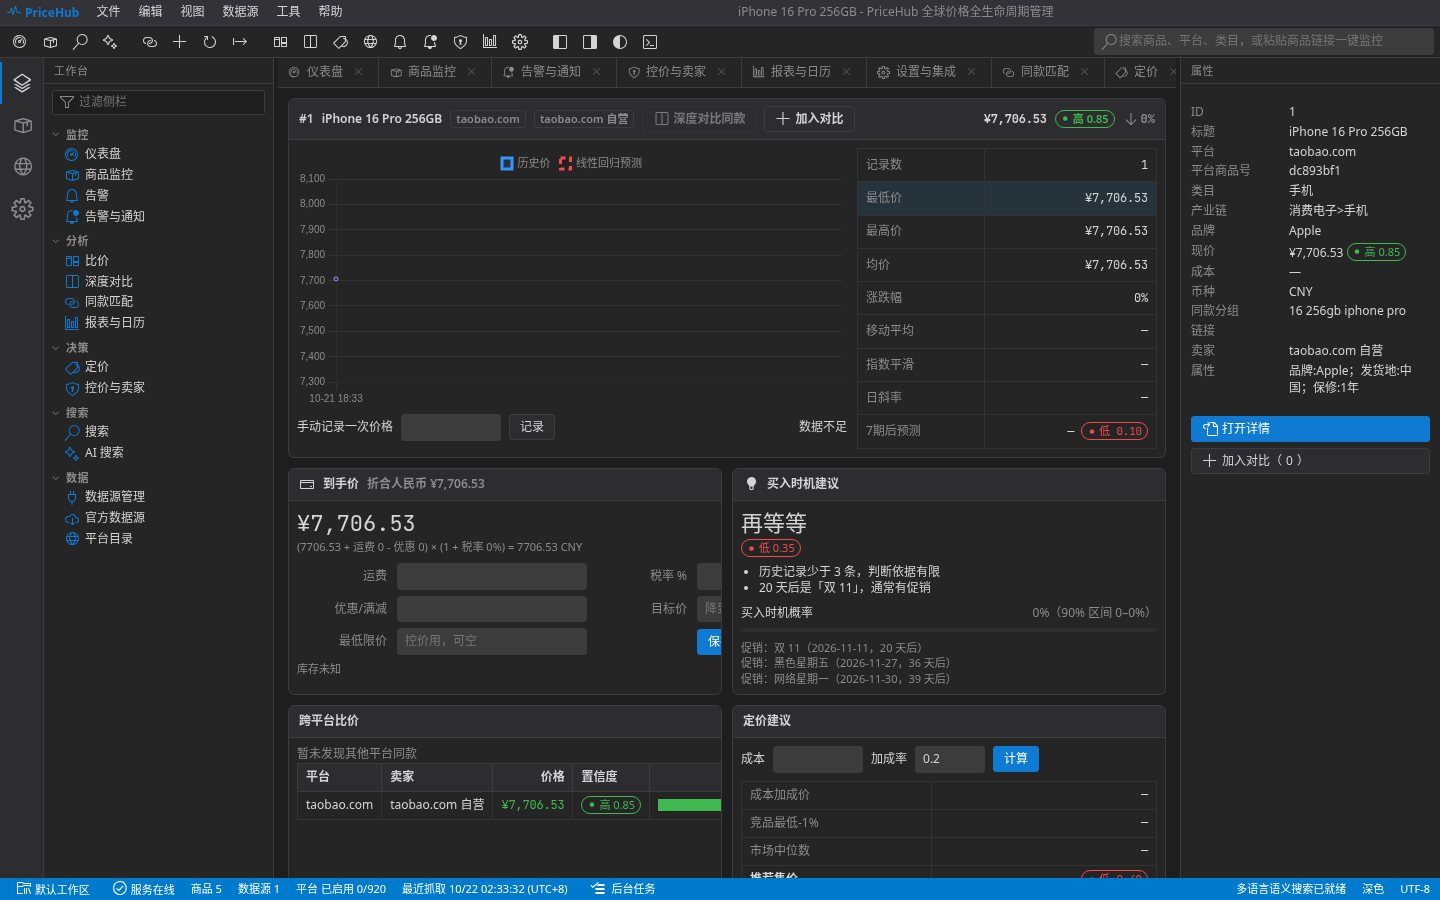 PriceHub 文件 编辑 视图 数据源 工具 帮助 iPhone 16 Pro 256GB - PriceHub 全球价格全生命周期管理
搜索商品、平台、类目，或粘贴商品链接一键监控
工作台
过滤侧栏
监控
仪表盘
商品监控
告警
告警与通知
分析
比价
深度对比
同款匹配
报表与日历
决策
定价
控价与卖家
搜索
搜索
AI 搜索
数据
数据源管理
官方数据源
平台目录
仪表盘 商品监控 告警与通知 控价与卖家 报表与日历 设置与集成 同款匹配 定价
#1 iPhone 16 Pro 256GB taobao.com taobao.com 自营 深度对比同款 加入对比 ¥7,706.53 高 0.85 0%
历史价 线性回归预测
8,100
8,000
7,900
7,800
7,700
7,600
7,500
7,400
7,300
10-21 18:33
手动记录一次价格 记录 数据不足
记录数 1
最低价 ¥7,706.53
最高价 ¥7,706.53
均价 ¥7,706.53
涨跌幅 0%
移动平均 —
指数平滑 —
日斜率 —
7期后预测 — 低 0.10
到手价 折合人民币 ¥7,706.53
¥7,706.53
(7706.53 + 运费 0 - 优惠 0) × (1 + 税率 0%) = 7706.53 CNY
运费 税率 %
优惠/满减 目标价
最低限价 控价用，可空 保
库存未知
买入时机建议
再等等
低 0.35
历史记录少于 3 条，判断依据有限
20 天后是「双 11」，通常有促销
买入时机概率 0%（90% 区间 0–0%）
促销：双 11（2026-11-11，20 天后）
促销：黑色星期五（2026-11-27，36 天后）
促销：网络星期一（2026-11-30，39 天后）
跨平台比价
暂未发现其他平台同款
平台 卖家 价格 置信度
taobao.com taobao.com 自营 ¥7,706.53 高 0.85
定价建议
成本 加成率 0.2 计算
成本加成价 —
竞品最低-1% —
市场中位数 —
属性
ID 1
标题 iPhone 16 Pro 256GB
平台 taobao.com
平台商品号 dc893bf1
类目 手机
产业链 消费电子>手机
品牌 Apple
现价 ¥7,706.53 高 0.85
成本 —
币种 CNY
同款分组 16 256gb iphone pro
链接
卖家 taobao.com 自营
属性 品牌:Apple；发货地:中
国；保修:1年
打开详情
加入对比（ 0 ）
默认工作区 服务在线 商品 5 数据源 1 平台 已启用 0/920 最近抓取 10/22 02:33:32 (UTC+8) 后台任务 多语言语义搜索已就绪 深色 UTF-8